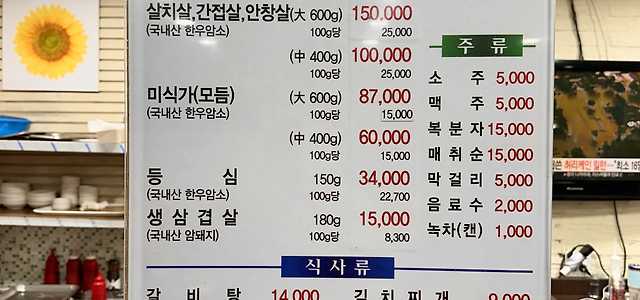 살치살,간접살,안창살(大 600g) 150,000
(국내산 한우암소) 100g당 25,000
(中 400g) 100,000
100g당 25,000
미식가(모듬) (大 600g) 87,000
(국내산 한우암소) 100g당 15,000
(中 400g) 60,000
100g당 15,000
등 심 150g 34,000
(국내산 한우암소) 100g당 22,700
생삼겹살 180g 15,000
(국내산 암돼지) 100g당 8,300
주 류
소 주 5,000
맥 주 5,000
복분자 15,000
매취순 15,000
막걸리 5,000
음료수 2,000
녹차(캔) 1,000
식사류
갈 비 탕 14,000
김치찌개